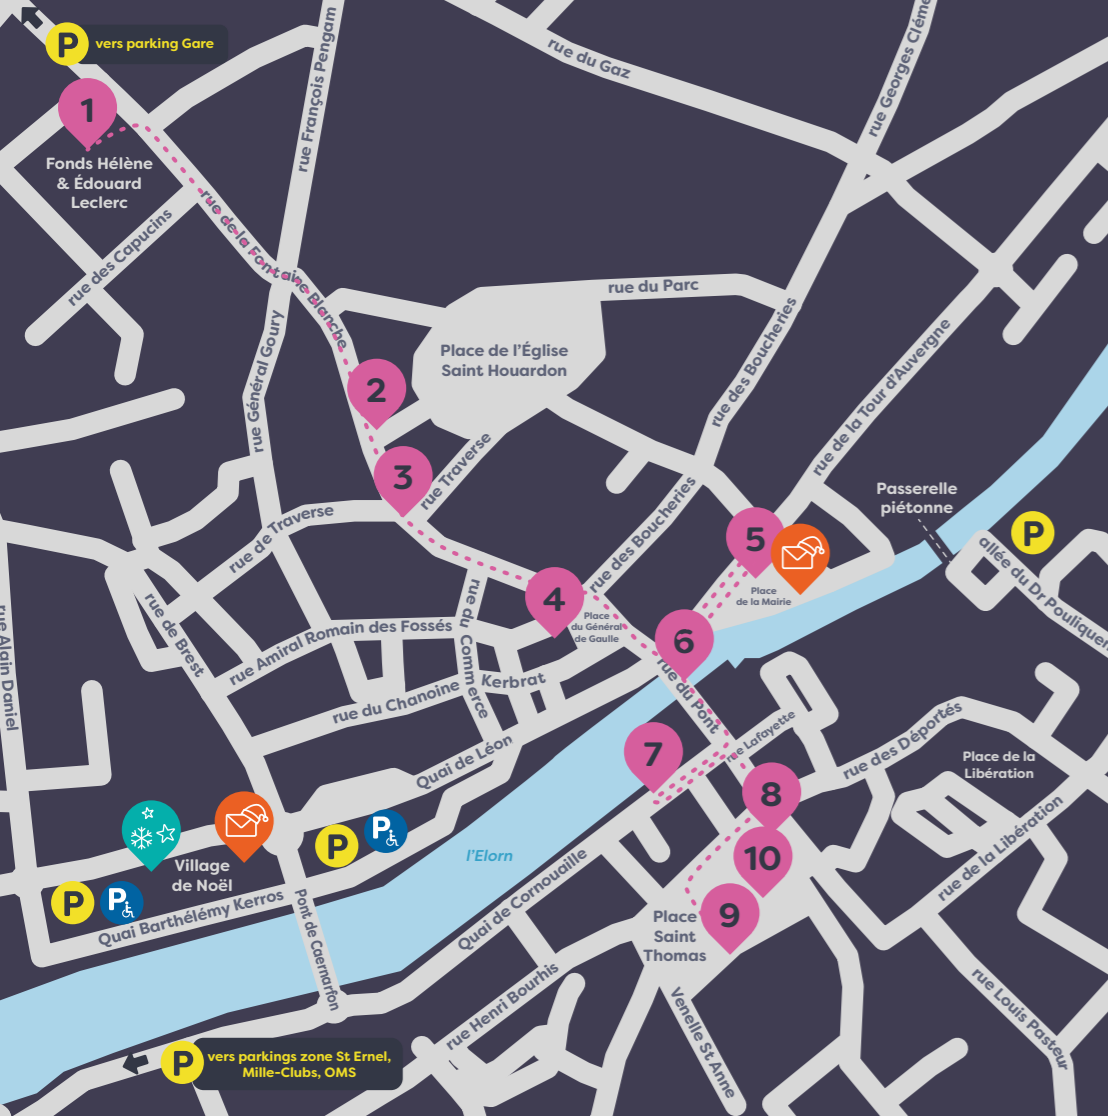 P vers parking Gare
1
Fonds Hélène
& Édouard
Leclerc
rue François Pengam
rue du Gaz
rue Georges Cléme
rue des Capucins
rue de la Fontaine Blanche
rue Général Goury
rue du Parc
Place de l'Église
Saint Houardon
rue des Boucheries
rue de la Tour d'Auvergne
2
3
rue Traverse
rue de Traverse
Passerelle
piétonne
P
allée du Dr Pouliquen
5
Place
de la Mairie
rue des Boucheries
4
Place
du Général
de Gaulle
6
rue du Pont
rue Alain Daniel
rue de Brest
rue Amiral Romain des Fossés
rue du Commerce
rue du Chanoine Kerbrat
Quai de Léon
7
rue Lafayette
rue des Déportés
Place de la
Libération
8
10
9
rue de la Libération
Village
de Noël
P
P
P
P
l'Elorn
Quai Barthélémy Kerros
Pont de Caernarfon
Quai de Cornouaille
Place
Saint
Thomas
rue Henri Bourhis
Venelle St Anne
rue Louis Pasteur
P vers parkings zone St Ernel,
Mille-Clubs, OMS